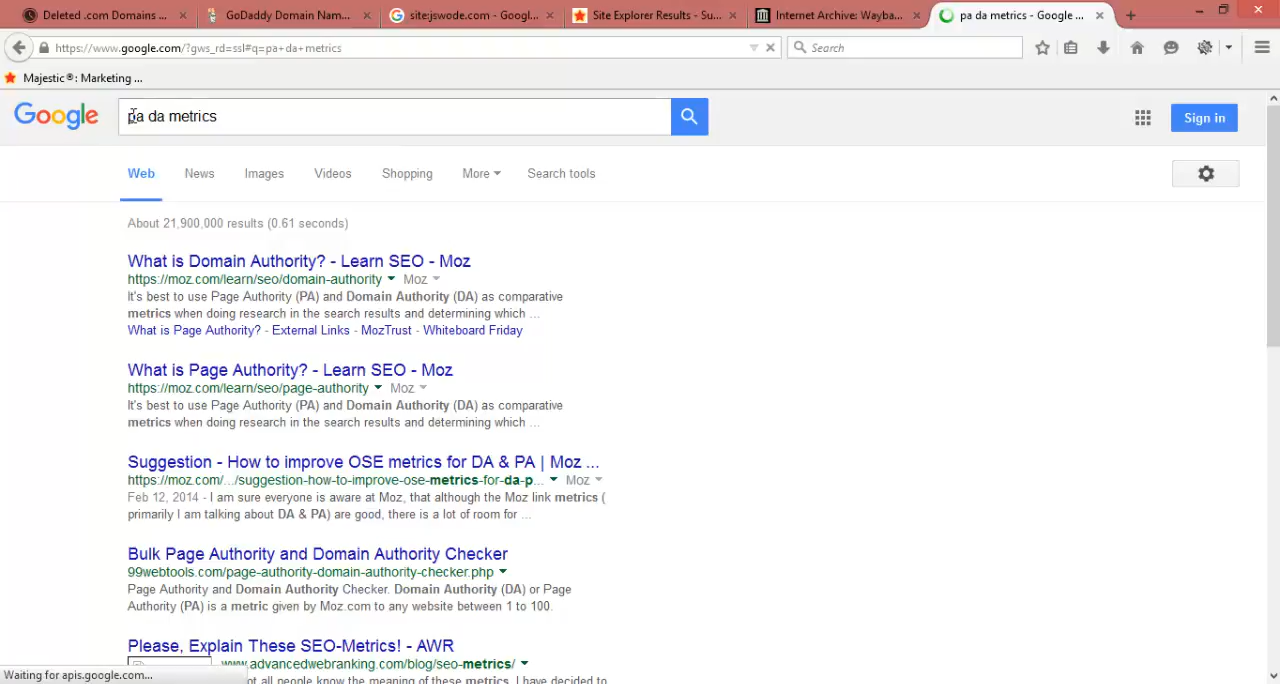 Deleted .com Domains ...
GoDaddy Domain Nam...
site:jswode.com - Googl...
Site Explorer Results - Su...
Internet Archive: Wayba...
pa da metrics - Google ...
https://www.google.com/?gws_rd=ssl#q=pa+da+metrics
Search
Majestic®: Marketing ...
Google
pa da metrics
Sign in
Web
News
Images
Videos
Shopping
More
Search tools
About 21,900,000 results (0.61 seconds)
What is Domain Authority? - Learn SEO - Moz
https://moz.com/learn/seo/domain-authority Moz
It's best to use Page Authority (PA) and Domain Authority (DA) as comparative
metrics when doing research in the search results and determining which ...
What is Page Authority? - External Links - MozTrust - Whiteboard Friday
What is Page Authority? - Learn SEO - Moz
https://moz.com/learn/seo/page-authority Moz
It's best to use Page Authority (PA) and Domain Authority (DA) as comparative
metrics when doing research in the search results and determining which ...
Suggestion - How to improve OSE metrics for DA & PA | Moz ...
https://moz.com/.../suggestion-how-to-improve-ose-metrics-for-da-p... Moz
Feb 12, 2014 - I am sure everyone is aware at Moz, that although the Moz link metrics (
primarily I am talking about DA & PA) are good, there is a lot of room for ...
Bulk Page Authority and Domain Authority Checker
99webtools.com/page-authority-domain-authority-checker.php
Page Authority and Domain Authority Checker. Domain Authority (DA) or Page
Authority (PA) is a metric given by Moz.com to any website between 1 to 100.
Please, Explain These SEO-Metrics! - AWR
www.advancedwebranking.com/blog/seo-metrics/
Waiting for apis.google.com...
ot all people know the meaning of these metrics. I have decided to